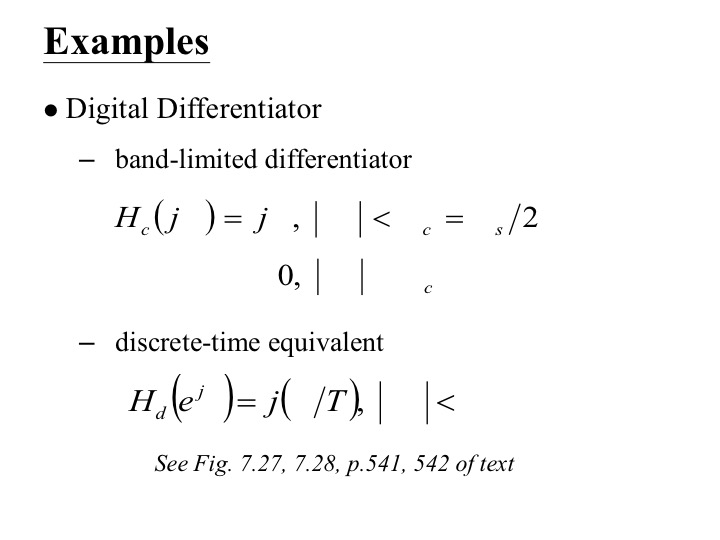 Examples
● Digital Differentiator
– band-limited differentiator
H_c(j ) = j , | | < _c = _s/2
0, | | _c
– discrete-time equivalent
H_d(e^j ) = j( /T), | | <
See Fig. 7.27, 7.28, p.541, 542 of text